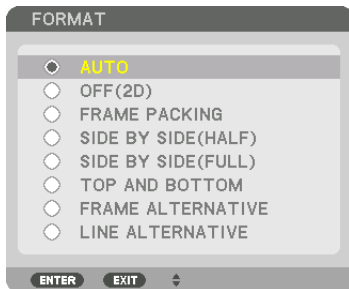 FORMAT
AUTO
OFF(2D)
FRAME PACKING
SIDE BY SIDE(HALF)
SIDE BY SIDE(FULL)
TOP AND BOTTOM
FRAME ALTERNATIVE
LINE ALTERNATIVE
ENTER EXIT